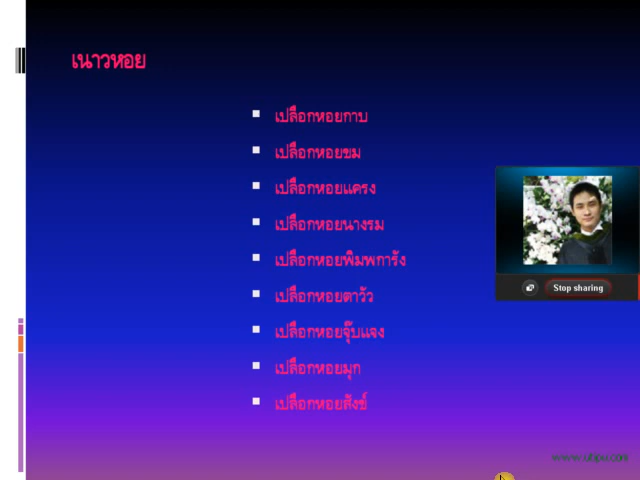 เนาวหอย
เปลือกหอยกาบ
เปลือกหอยขม
เปลือกหอยแครง
เปลือกหอยนางรม
เปลือกหอยพิมพการัง
เปลือกหอยตาวัว
เปลือกหอยจุ๊บแจง
เปลือกหอยมุก
เปลือกหอยสังข์
Stop sharing